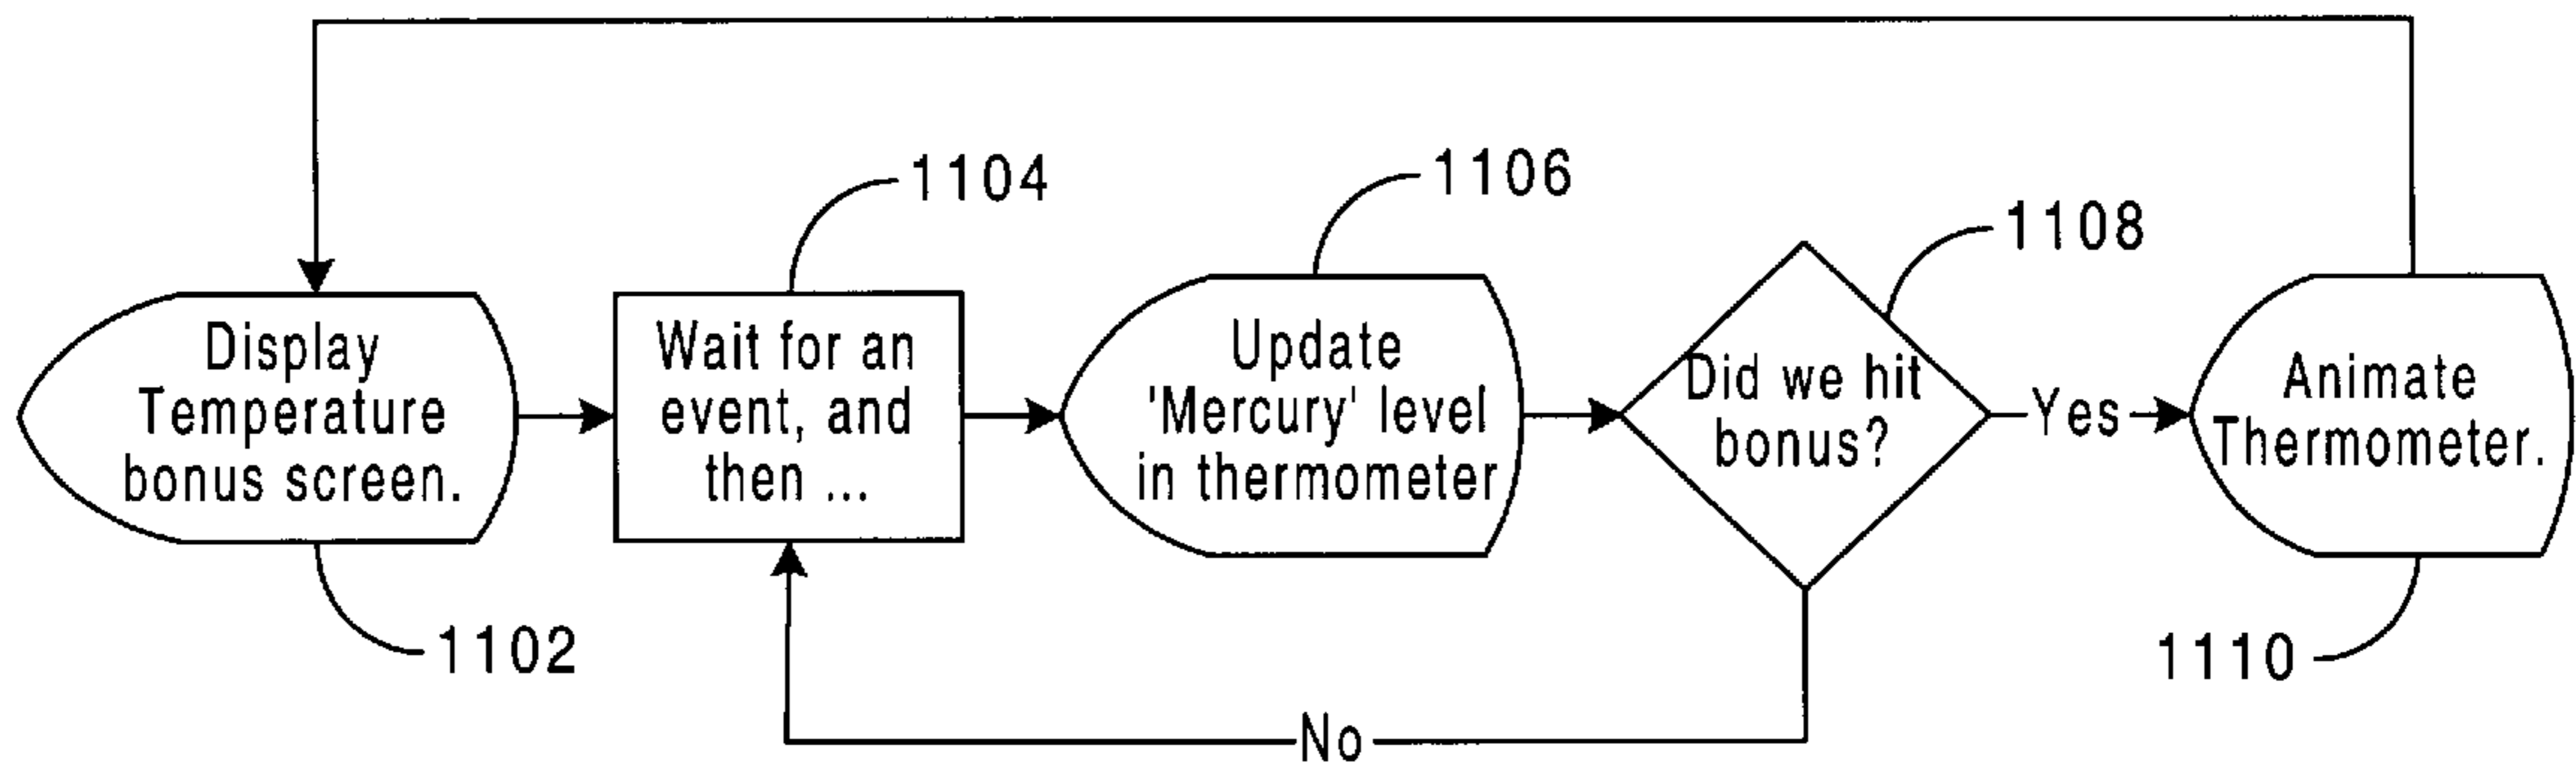 1104
1106
1108
Display
Temperature
bonus screen.
Wait for an
event, and
then ...
Update
'Mercury' level
in thermometer
Did we hit
bonus?
Yes
Animate
Thermometer.
1102
1110
No